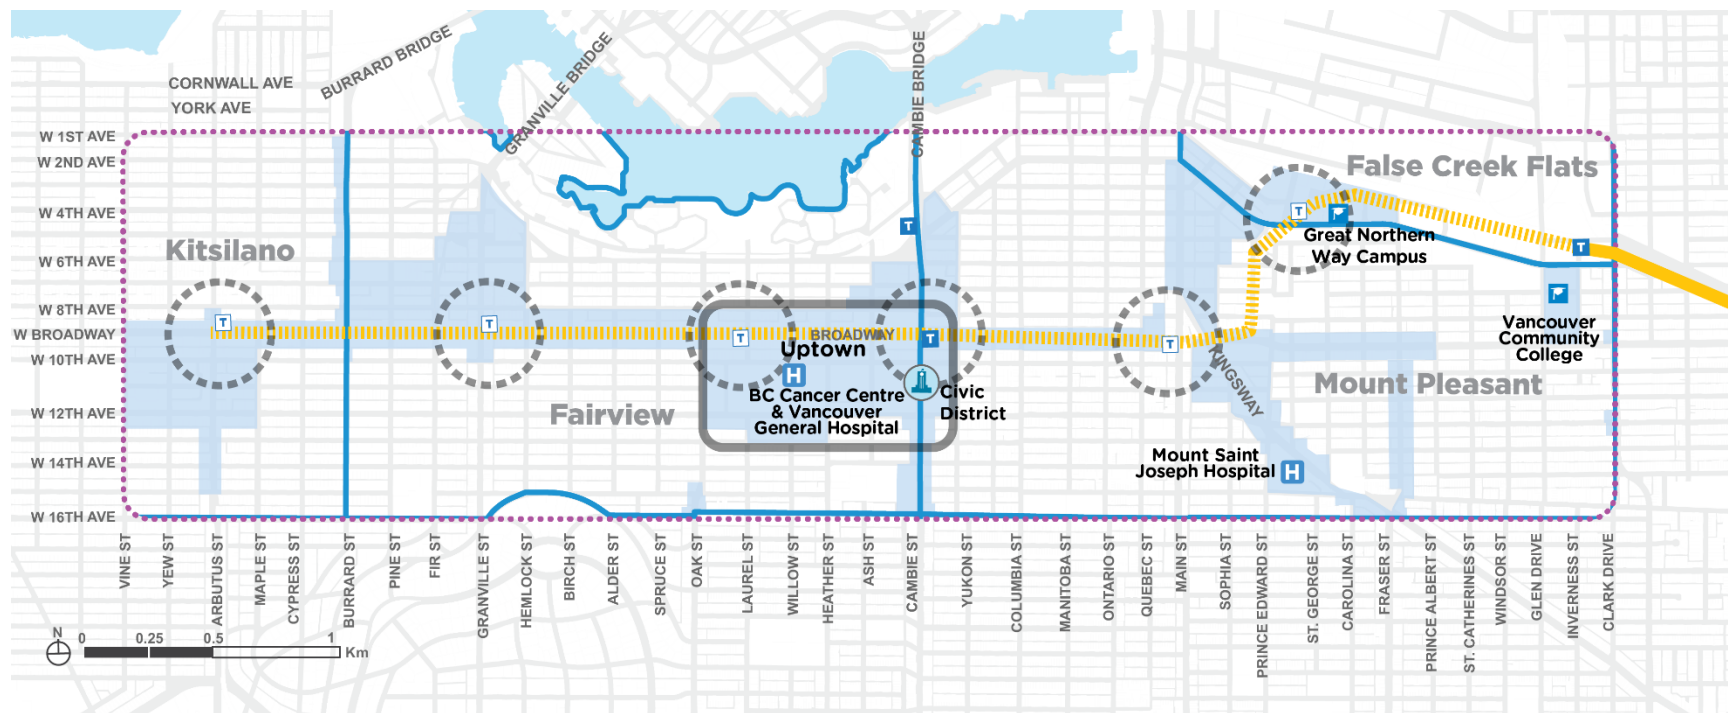 CORNWALL AVE
YORK AVE
BURRARD BRIDGE
GRANVILLE BRIDGE
CAMBIE BRIDGE
W 1ST AVE
W 2ND AVE
W 4TH AVE
W 6TH AVE
W 8TH AVE
W BROADWAY
W 10TH AVE
W 12TH AVE
W 14TH AVE
W 16TH AVE
Kitsilano
Fairview
False Creek Flats
Mount Pleasant
T
T
T
T
T
T
T
T
Great Northern
Way Campus
Vancouver
Community
College
BROADWAY
Uptown
H
BC Cancer Centre
& Vancouver
General Hospital
Civic
District
KINGSWAY
Mount Saint
Joseph Hospital
H
VINE ST
YEW ST
ARBUTUS ST
MAPLE ST
CYPRESS ST
BURRARD ST
PINE ST
FIR ST
GRANVILLE ST
HEMLOCK ST
BIRCH ST
ALDER ST
SPRUCE ST
OAK ST
LAUREL ST
WILLOW ST
HEATHER ST
ASH ST
CAMBIE ST
YUKON ST
COLUMBIA ST
MANITOBA ST
ONTARIO ST
QUEBEC ST
MAIN ST
SOPHIA ST
PRINCE EDWARD ST
ST. GEORGE ST
CAROLINA ST
FRASER ST
PRINCE ALBERT ST
ST. CATHERINES ST
WINDSOR ST
GLEN DRIVE
INVERNESS ST
CLARK DRIVE
N
0 0.25 0.5 1
Km